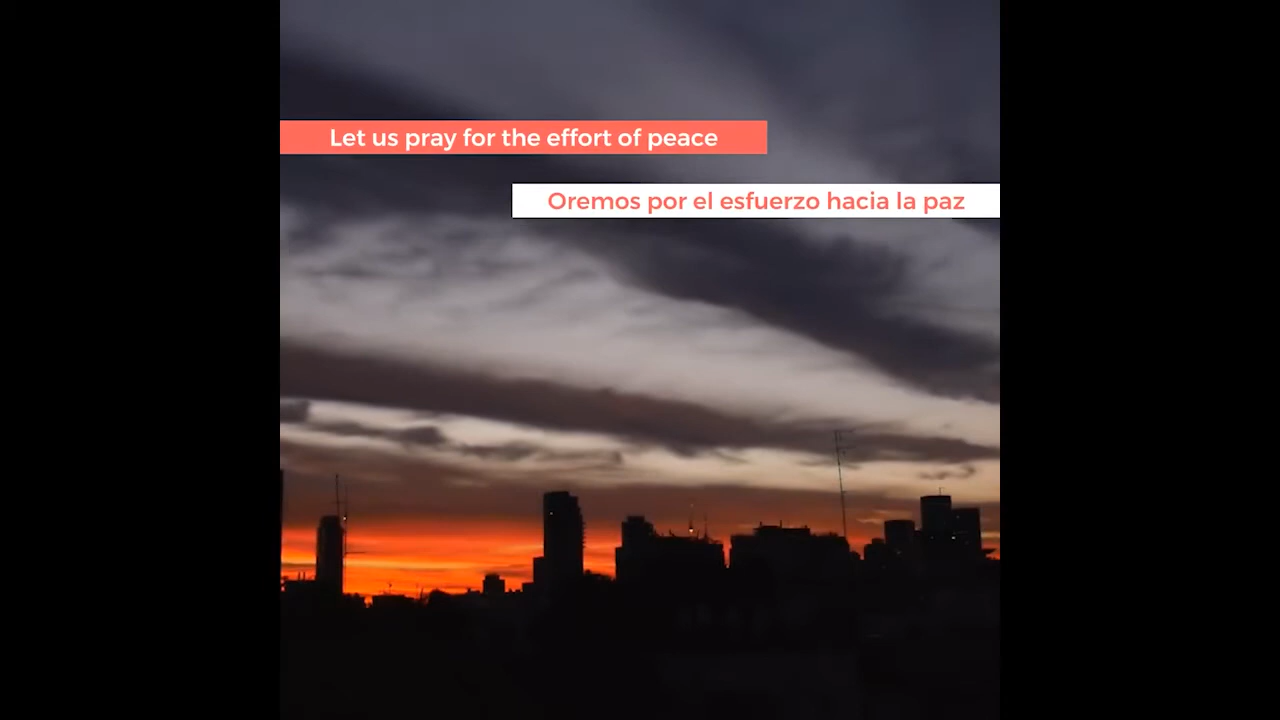 Let us pray for the effort of peace
Oremos por el esfuerzo hacia la paz